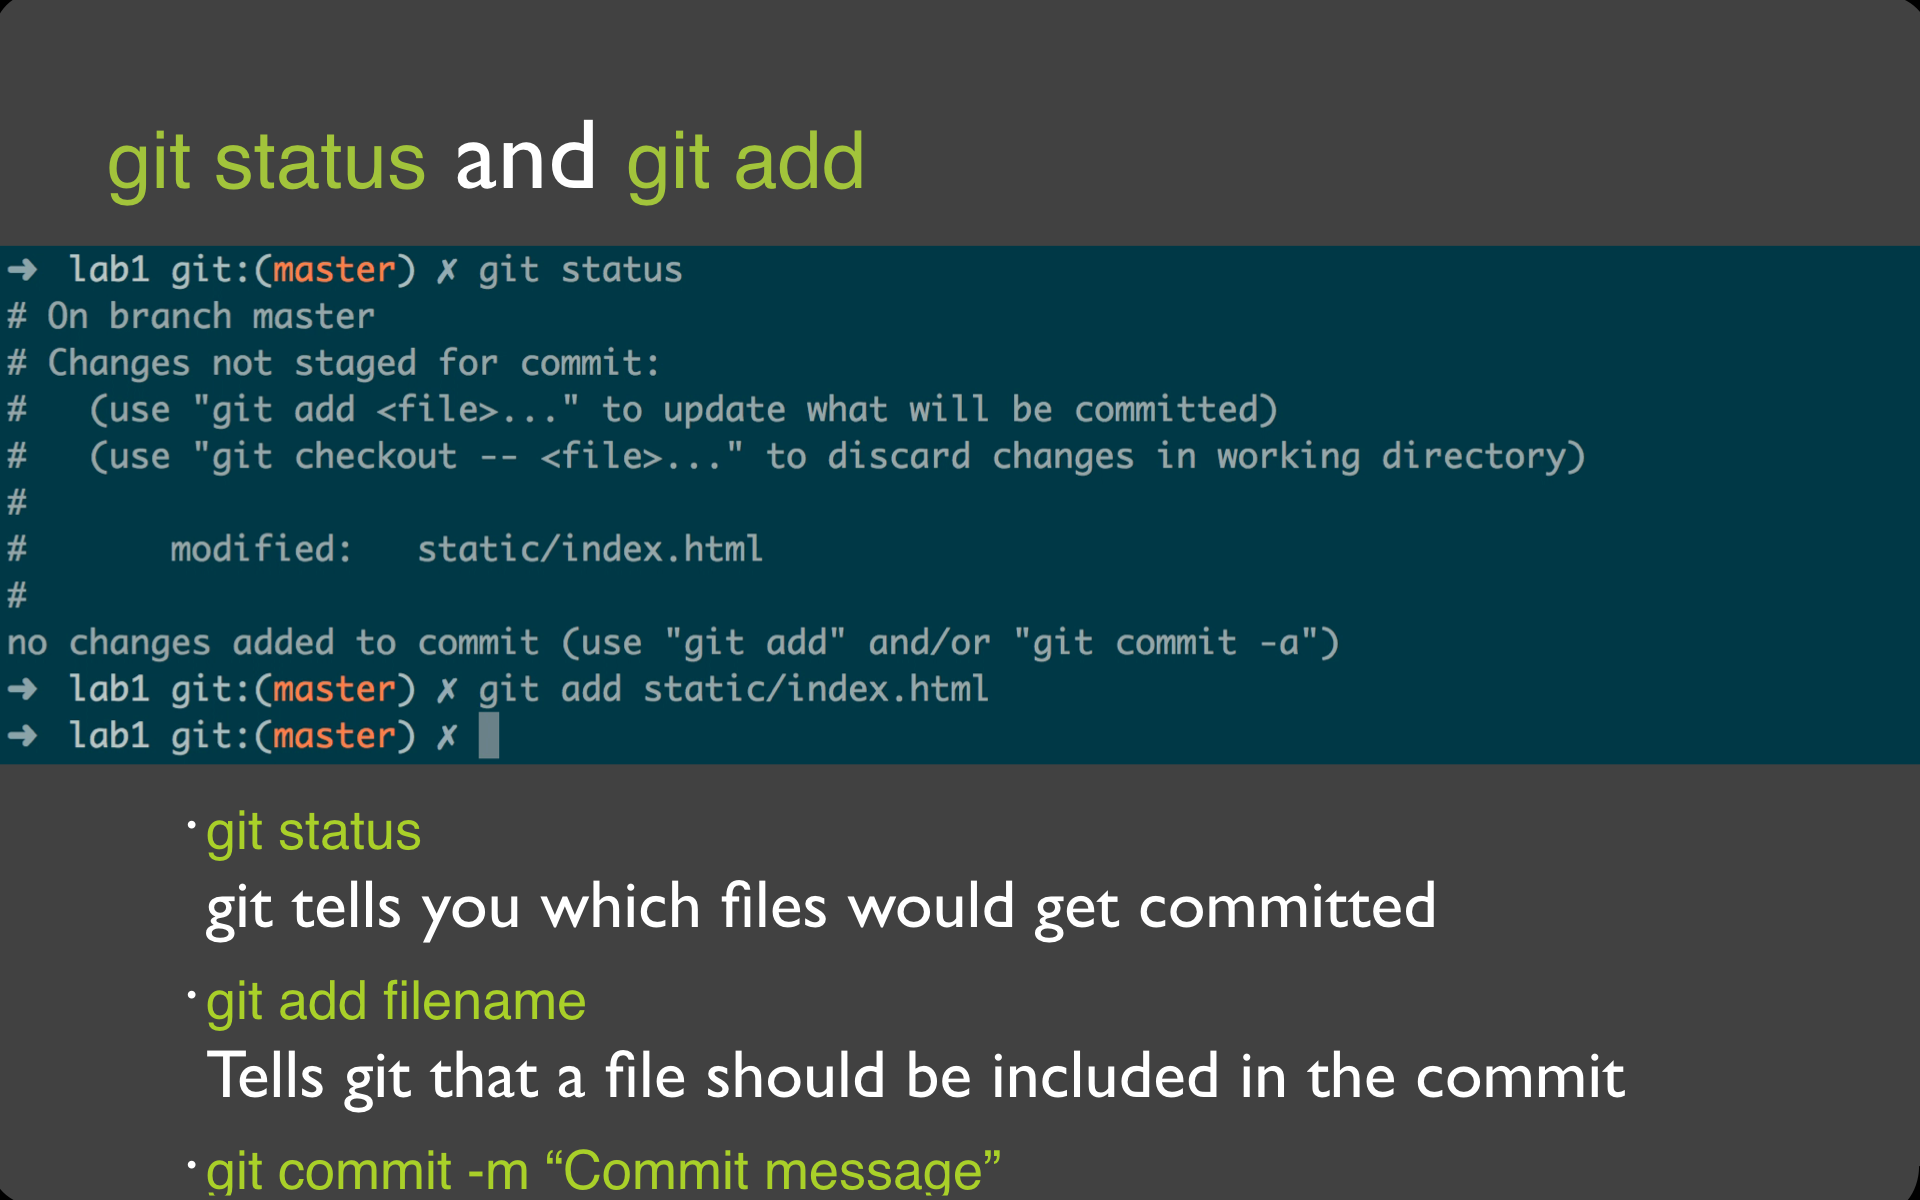 git status and git add
➜  lab1 git:(master) ✗ git status
# On branch master
# Changes not staged for commit:
#   (use "git add <file>..." to update what will be committed)
#   (use "git checkout -- <file>..." to discard changes in working directory)
#
#       modified:   static/index.html
#
no changes added to commit (use "git add" and/or "git commit -a")
➜  lab1 git:(master) ✗ git add static/index.html
➜  lab1 git:(master) ✗
• git status
git tells you which files would get committed
• git add filename
Tells git that a file should be included in the commit
• git commit -m “Commit message”